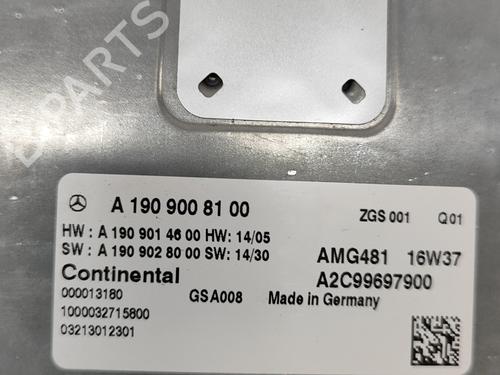 B-PARTS
A 190 900 81 00 ZGS 001 Q 01
HW : A 190 901 46 00 HW: 14/05
SW : A 190 902 80 00 SW: 14/30 AMG481 16W37
Continental A2C99697900
000013180 GSA008 Made in Germany
1000032715800
03213012301